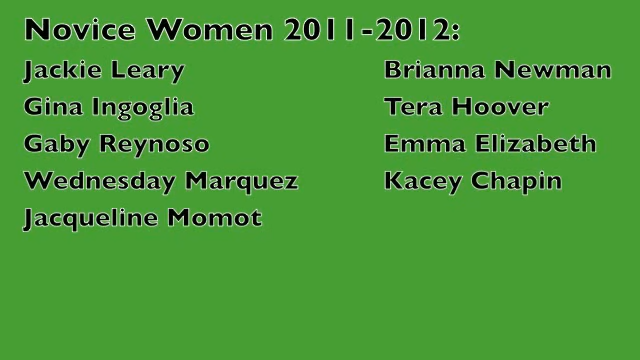 Novice Women 2011-2012:
Jackie Leary
Gina Ingoglia
Gaby Reynoso
Wednesday Marquez
Jacqueline Momot
Brianna Newman
Tera Hoover
Emma Elizabeth
Kacey Chapin